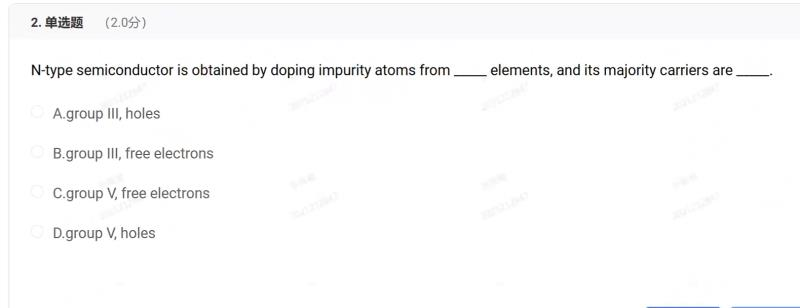 2. 单选题 （2.0分）
N-type semiconductor is obtained by doping impurity atoms from _____ elements, and its majority carriers are _____.
A.group III, holes
B.group III, free electrons
C.group V, free electrons
D.group V, holes